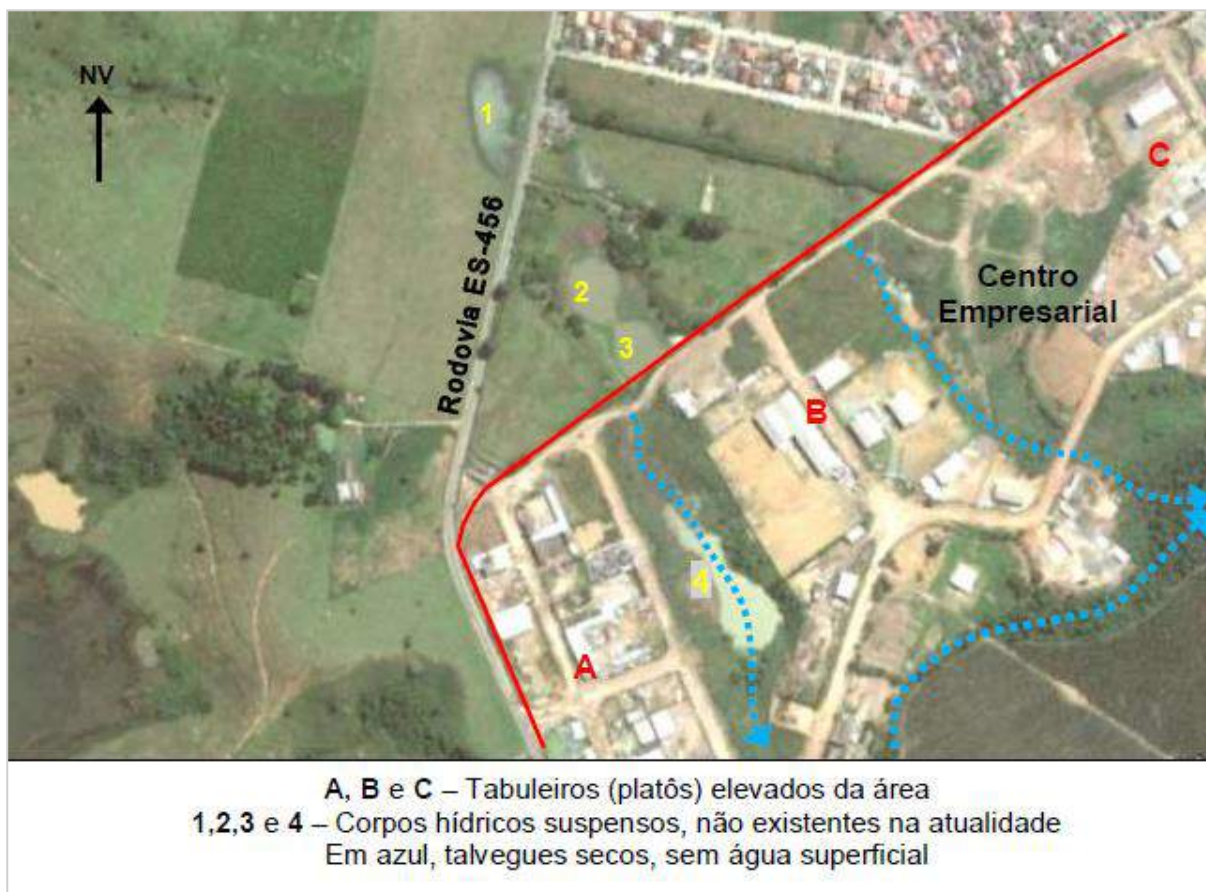 NV
1
C
Rodovia ES-456
Centro
Empresarial
2
3
B
4
A
A, B e C – Tabuleiros (platôs) elevados da área
1,2,3 e 4 – Corpos hídricos suspensos, não existentes na atualidade
Em azul, talvegues secos, sem água superficial